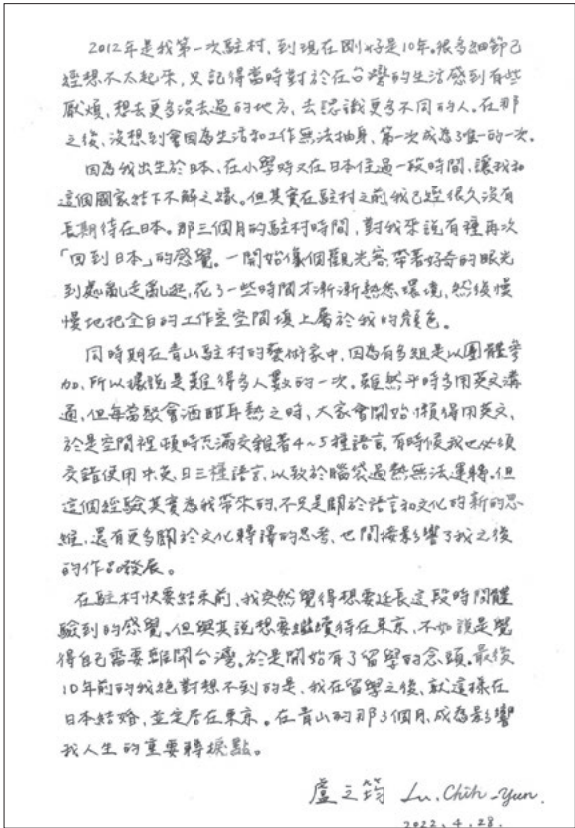 2012年是我第一次駐村,到現在剛好是10年。很多細節已
經想不太起來,只記得當時對於在台灣的生活感到有些
厭煩,想去更多沒去過的地方,去認識更多不同的人。在那
之後,沒想到會因為生活和工作無法抽身,第一次成為了唯一的一次。
因為我出生於日本,在小學時又在日本住過一段時間,讓我和
這個國家結下不解之緣。但其實在駐村之前我已經很久沒有
長期待在日本。那三個月的駐村時間,對我來說有種再次
「回到日本」的感覺。一開始像個觀光客,帶著好奇的眼光
到處亂走亂逛,花了一些時間才漸漸熟悉環境,然後慢
慢地把全白的工作室空間填上屬於我的顏色。
同時期在青山駐村的藝術家中,因為有多組是以團體參
加,所以據說是難得多人數的一次。雖然平時多用英文溝
通,但每當聚會酒酣耳熱之時,大家會開始懶得用英文,
於是空間裡頓時充滿交雜著4~5種語言,有時候我也必須
交錯使用中英日三種語言,以致於腦袋過熱無法運轉。但
這個經驗其實為我帶來的,不只是關於語言和文化的新的思
維,還有更多關於文化轉譯的思考,也間接影響了我之後
的作品發展。
在駐村快要結束前,我突然覺得想要延長這段時間體
驗到的感覺。但與其說想要繼續待在東京,不如說是覺
得自己需要離開台灣,於是開始有了留學的念頭。最後
10年前的我絕對想不到的是,我在留學之後,就這樣在
日本結婚,並定居在東京。在青山的那3個月,成為影響
我人生的重要轉捩點。
盧之筠 Lu, Chih-Yun.
2022.4.28.